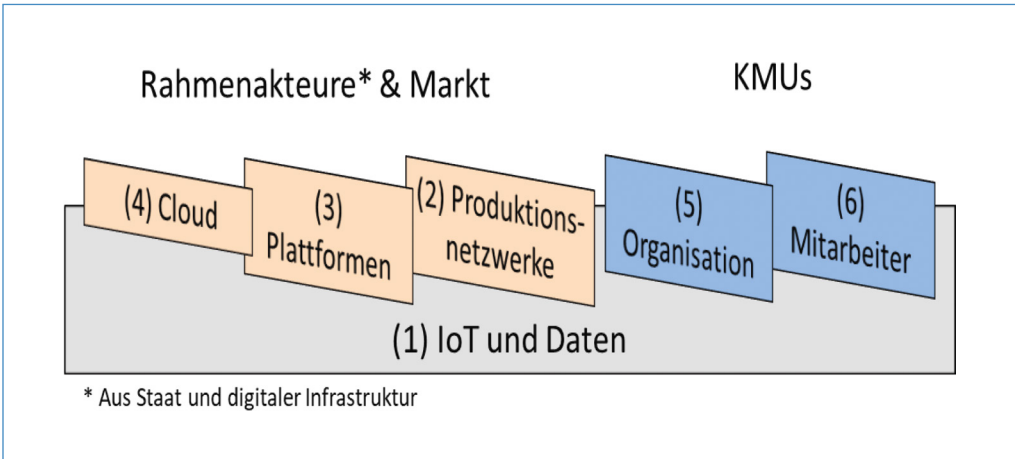 Rahmenakteure* & Markt
KMUs
(4) Cloud
(3)
Plattformen
(2) Produktions-
netzwerke
(5)
Organisation
(6)
Mitarbeiter
(1) IoT und Daten
* Aus Staat und digitaler Infrastruktur